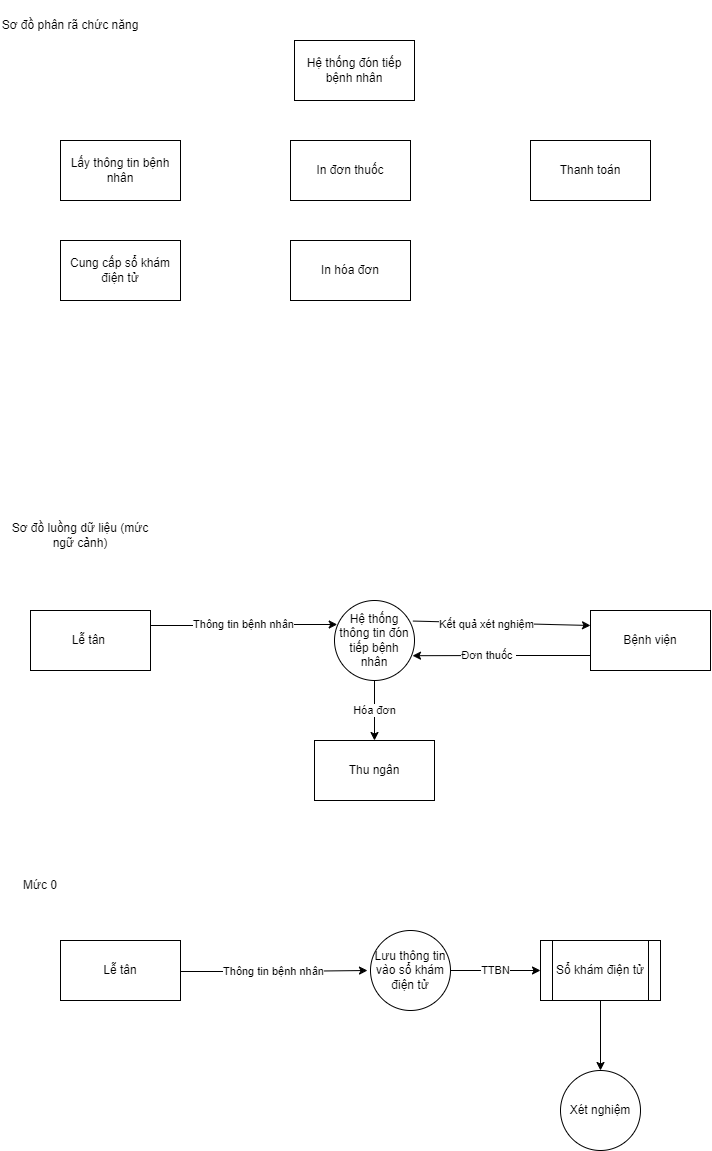 Sơ đồ phân rã chức năng
Hệ thống đón tiếp
bệnh nhân
Lấy thông tin bệnh
nhân
In đơn thuốc
Thanh toán
Cung cấp sổ khám
điện tử
In hóa đơn
Sơ đồ luồng dữ liệu (mức
ngữ cảnh)
Lễ tân
Thông tin bệnh nhân
Hệ thống
thông tin đón
tiếp bệnh
nhân
Kết quả xét nghiệm
Đơn thuốc
Bệnh viện
Hóa đơn
Thu ngân
Mức 0
Lễ tân
Thông tin bệnh nhân
Lưu thông tin
vào sổ khám
điện tử
TTBN
Sổ khám điện tử
Xét nghiệm